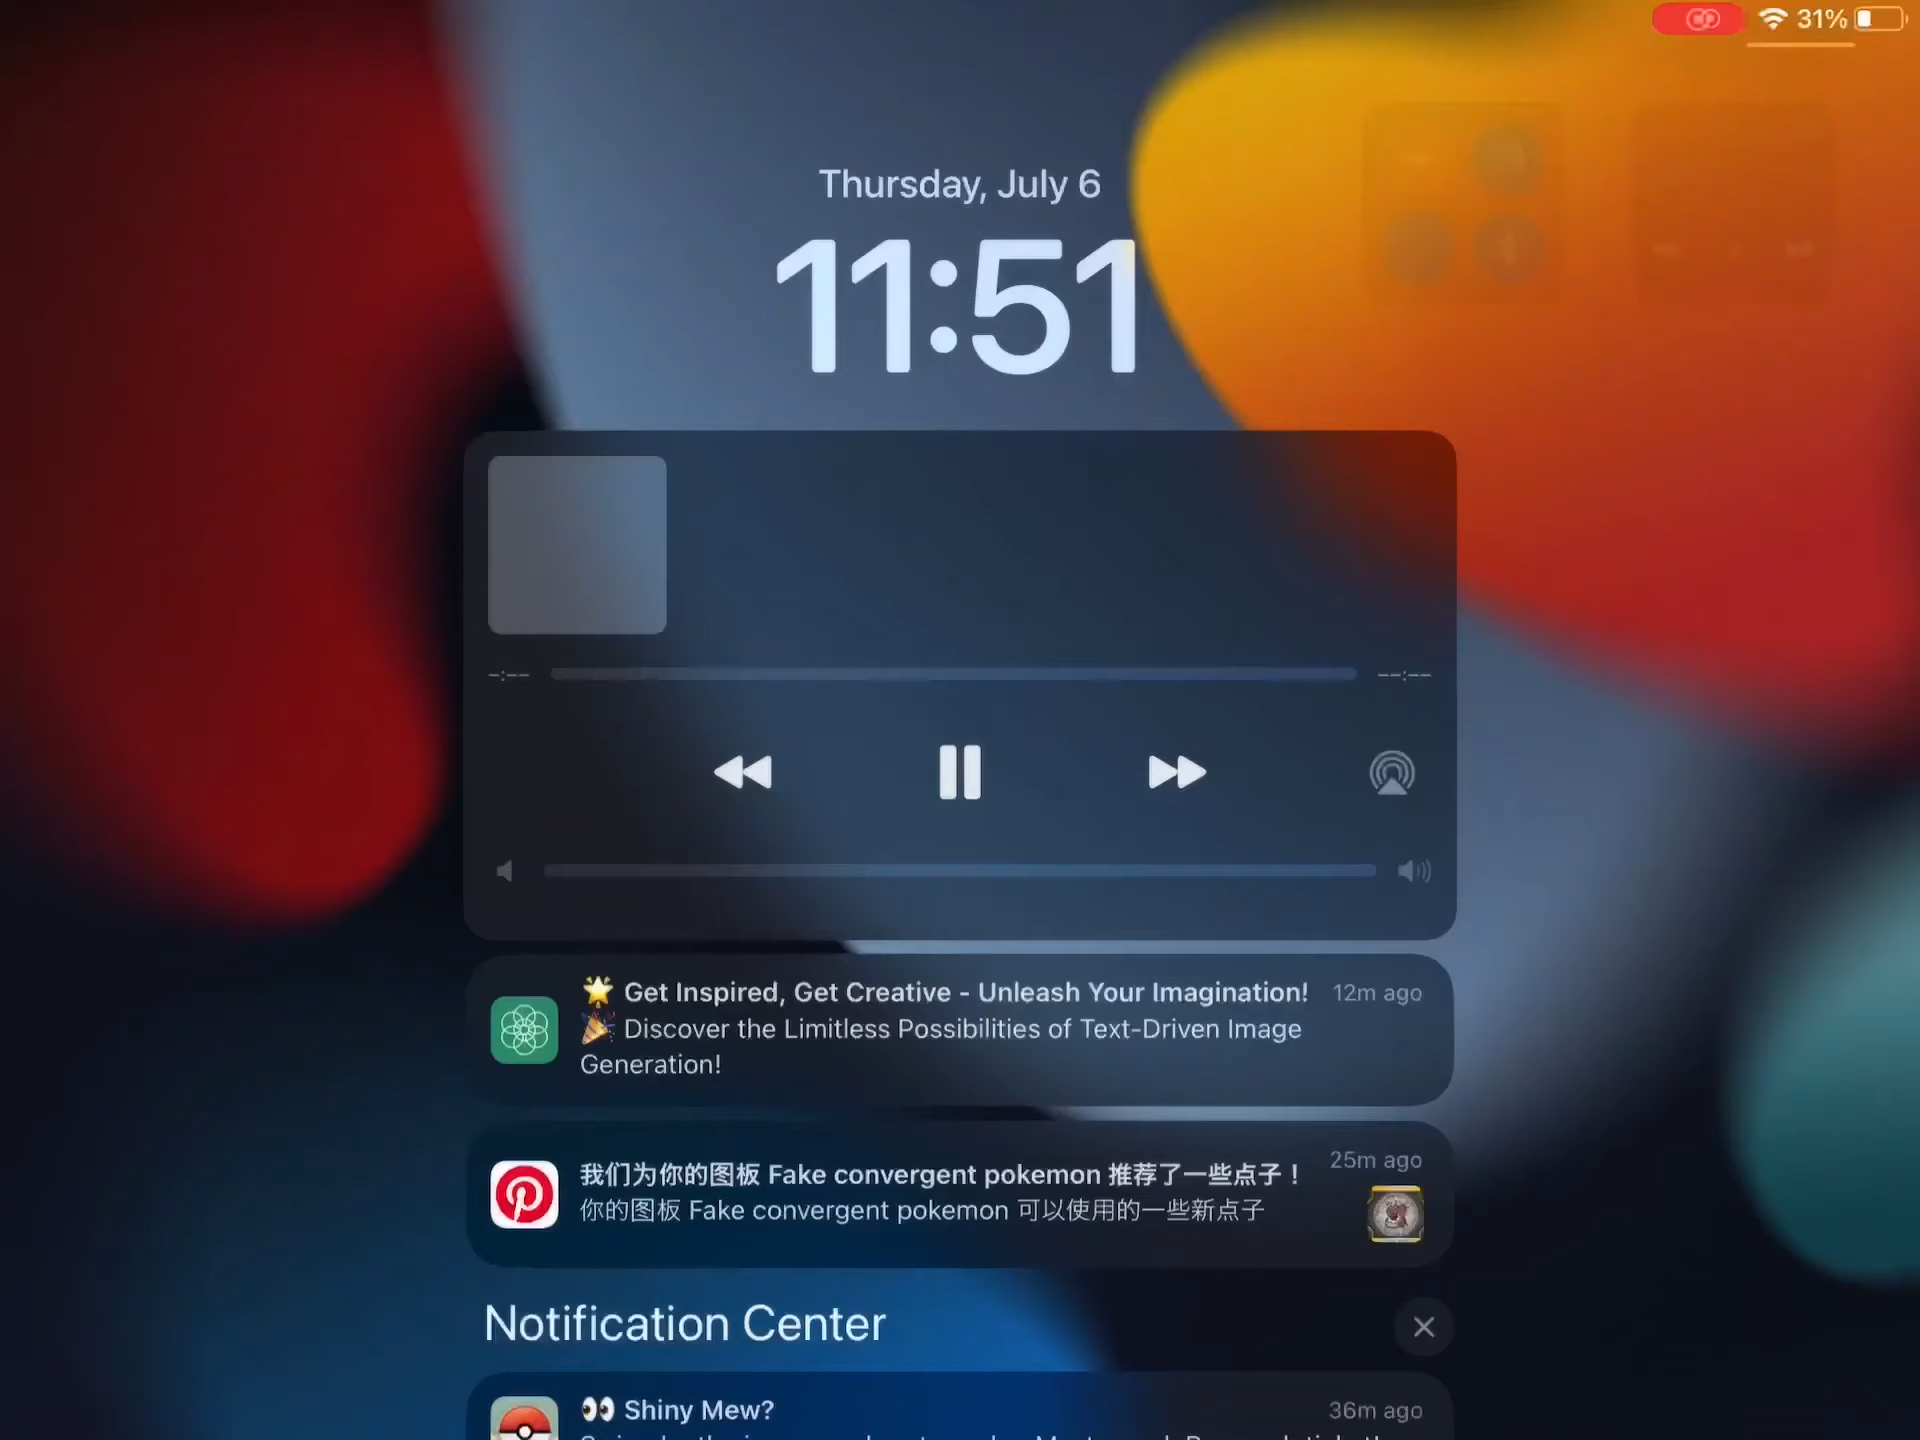 31%
Thursday, July 6
11:51
-:--
--:--
🌟 Get Inspired, Get Creative - Unleash Your Imagination!
12m ago
🎉 Discover the Limitless Possibilities of Text-Driven Image
Generation!
我们为你的图板 Fake convergent pokemon 推荐了一些点子！
25m ago
你的图板 Fake convergent pokemon 可以使用的一些新点子
Notification Center
👀 Shiny Mew?
36m ago